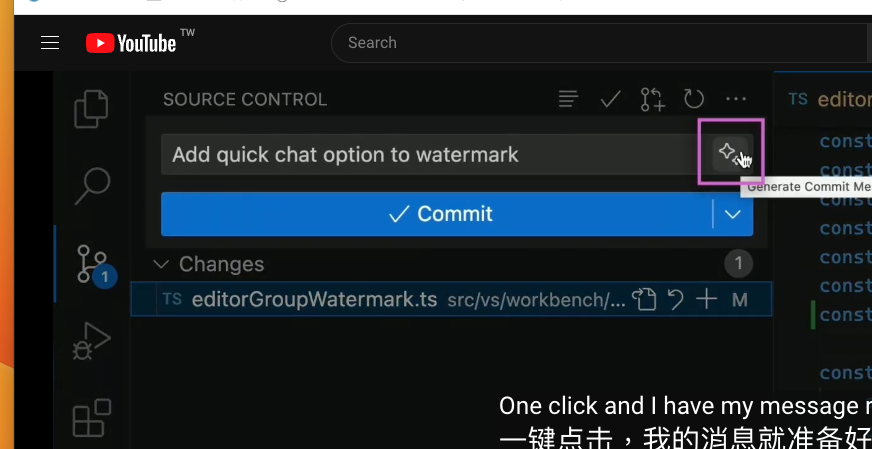 YouTube TW
Search
SOURCE CONTROL
TS editor
Add quick chat option to watermark
Generate Commit Me
Commit
Changes 1
1
TS editorGroupWatermark.ts src/vs/workbench/... M
const
const
const
const
const
const
const
const
One click and I have my message r
一键点击，我的消息就准备好